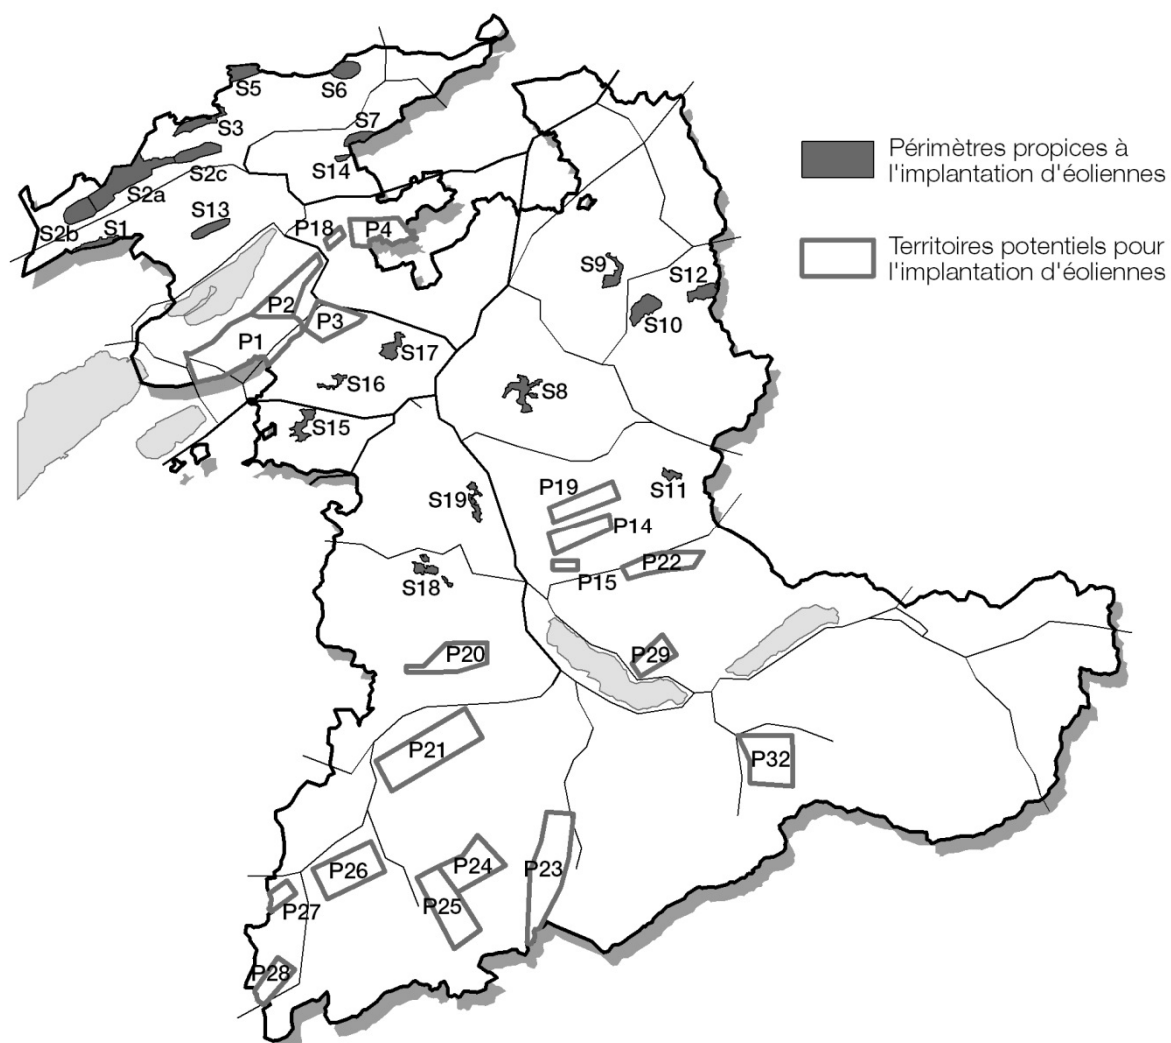 S5
S6
S3
S7
Périmètres propices à
l'implantation d'éoliennes
S2c
S14
S2a
S13
S2b
S1
P18
P4
Territoires potentiels pour
l'implantation d'éoliennes
S9
S12
P2
S10
P3
P1
S17
S16
S8
S15
P19
S11
S19
P14
P22
P15
S18
P20
P29
P21
P32
P24
P23
P26
P25
P27
P28